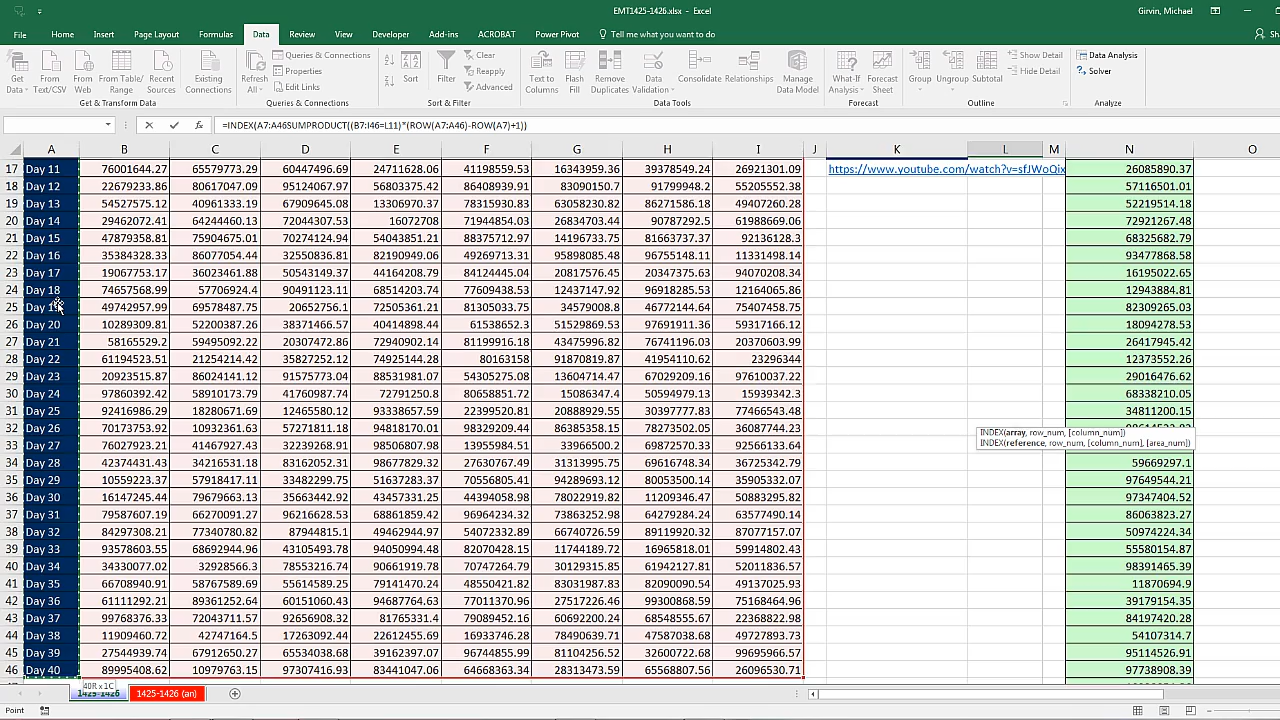 EMT1425-1426.xlsx - Excel
Girvin, Michael
File Home Insert Page Layout Formulas Data Review View Developer Add-ins ACROBAT Power Pivot Tell me what you want to do
Get Data From Text/CSV From Web From Table/ Range Recent Sources Existing Connections
Get & Transform Data
Refresh All Queries & Connections Properties Edit Links
Queries & Connections
Sort Filter Clear Reapply Advanced
Sort & Filter
Text to Columns Flash Fill Remove Duplicates Data Validation Consolidate Relationships Manage Data Model
Data Tools
What-If Analysis Forecast Sheet
Forecast
Group Ungroup Subtotal Show Detail Hide Detail
Outline
Data Analysis Solver
Analyze
=INDEX(A7:A46SUMPRODUCT((B7:I46=L11)*(ROW(A7:A46)-ROW(A7)+1))
A B C D E F G H I J K L M N O
17 Day 11 76001644.27 65579773.29 60447496.69 24711628.06 41198559.53 16343959.36 39378549.24 26921301.09 https://www.youtube.com/watch?v=sfJWoQix 26085890.37
18 Day 12 22679233.86 80617047.09 95124067.97 56803375.42 86408939.91 83090150.7 91799948.2 55205552.38 57116501.01
19 Day 13 54527575.12 40961333.19 67909645.08 13306970.37 78315930.83 63058230.82 86271586.18 49407260.28 52219514.18
20 Day 14 29462072.41 64244460.13 72044307.53 16072708 71944854.03 26834703.44 90787292.5 61988669.06 72921267.48
21 Day 15 47879358.81 75904675.01 70274124.94 54043851.21 88375712.97 14196733.75 81663737.37 92136128.3 68325682.79
22 Day 16 35384328.33 86077054.44 32550836.81 82190949.06 49269713.31 95898085.48 96755148.11 11331498.14 93477868.58
23 Day 17 19067753.17 36023461.88 50543149.37 44164208.79 84124445.04 20817576.45 20347375.63 94070208.34 16195022.65
24 Day 18 74657568.99 57706924.4 90491123.56 68514203.74 77609438.53 12437147.92 96918285.53 12164065.86 12943884.81
25 Day 19 49742957.99 69578487.75 20652756.1 72505361.21 81305033.75 34579008.8 46772144.64 75407458.75 82309265.03
26 Day 20 10289309.81 52200387.26 38371466.57 40414898.44 61538652.3 51529869.53 97691911.36 59317166.12 18094278.53
27 Day 21 58165529.2 59495092.22 20307472.86 72940902.14 81199916.18 43475996.82 76741196.03 20370603.99 26417945.42
28 Day 22 61194523.51 21254214.42 35827252.12 74925144.28 80163158 91870819.87 41954110.62 23296344 12373552.26
29 Day 23 20923515.87 86024141.12 91575773.04 88531981.07 54305275.08 13604714.47 67029209.16 97610037.22 29016476.62
30 Day 24 97860392.42 58910173.79 41760987.74 72791250.8 80658851.72 15086347.4 50594979.13 15939342.3 68338210.05
31 Day 25 92416986.29 18280671.69 12465580.12 93338657.59 22399520.81 20888929.55 30397777.83 77466543.48 34811200.15
32 Day 26 70173753.92 10932361.63 57271811.18 94818170.01 98329209.44 86385358.15 78273502.05 36087744.23
33 Day 27 76027923.21 41467927.43 32239268.91 98506807.98 13955984.51 33966500.2 69872570.33 92566133.64
34 Day 28 42374431.43 34216531.18 83162052.31 98677829.32 27630767.49 31313995.75 69616748.34 36725342.79 59669297.1
35 Day 29 10559223.37 57918417.11 33482299.75 51637283.37 70556805.41 94289693.12 80053500.14 35905332.07 97649544.21
36 Day 30 16147245.44 79679663.13 35663442.92 43457331.25 44394058.98 78022919.82 11209346.47 50883295.82 97347404.52
37 Day 31 79587607.19 66270091.27 96216628.53 68861859.42 96964234.32 73863252.98 64279284.24 63577490.14 86063823.27
38 Day 32 84297308.21 77340780.82 87944815.1 49462944.97 54072332.89 66740726.59 89119920.32 87077157.07 50974224.34
39 Day 33 93578603.55 68692944.96 43105493.78 94050994.48 82070428.15 11744189.72 16965818.01 59914802.43 55580154.87
40 Day 34 34330077.02 32928566.3 78553216.74 90661919.78 70747264.79 30129315.85 61942127.81 52011836.57 98391465.39
41 Day 35 66708940.91 58767689.59 55614589.25 79141470.24 48550421.82 83031987.83 82090090.54 49137025.93 11870694.9
42 Day 36 61111292.21 89361252.64 60151060.43 94687764.63 77011370.96 27517226.46 99300868.59 75168464.96 39179154.35
43 Day 37 99768376.33 72043711.57 92656908.32 81765331.4 79089452.16 60692200.24 68548555.67 22368822.98 84197420.28
44 Day 38 11909460.72 42747164.5 17263092.44 22612455.69 16933746.28 78490639.71 47587038.68 49727893.73 54107314.7
45 Day 39 27544939.74 67912650.27 65534038.68 39162397.07 96744855.99 81104256.52 32600722.68 99695966.57 95114526.91
46 Day 40 89995408.62 10979763.15 97307416.93 83441047.06 64668363.34 28313473.59 65568807.56 26096530.71 97738908.39
INDEX(array, row_num, [column_num])
INDEX(reference, row_num, [column_num], [area_num])
40R x 1C
1425-1426 1425-1426 (an)
Point